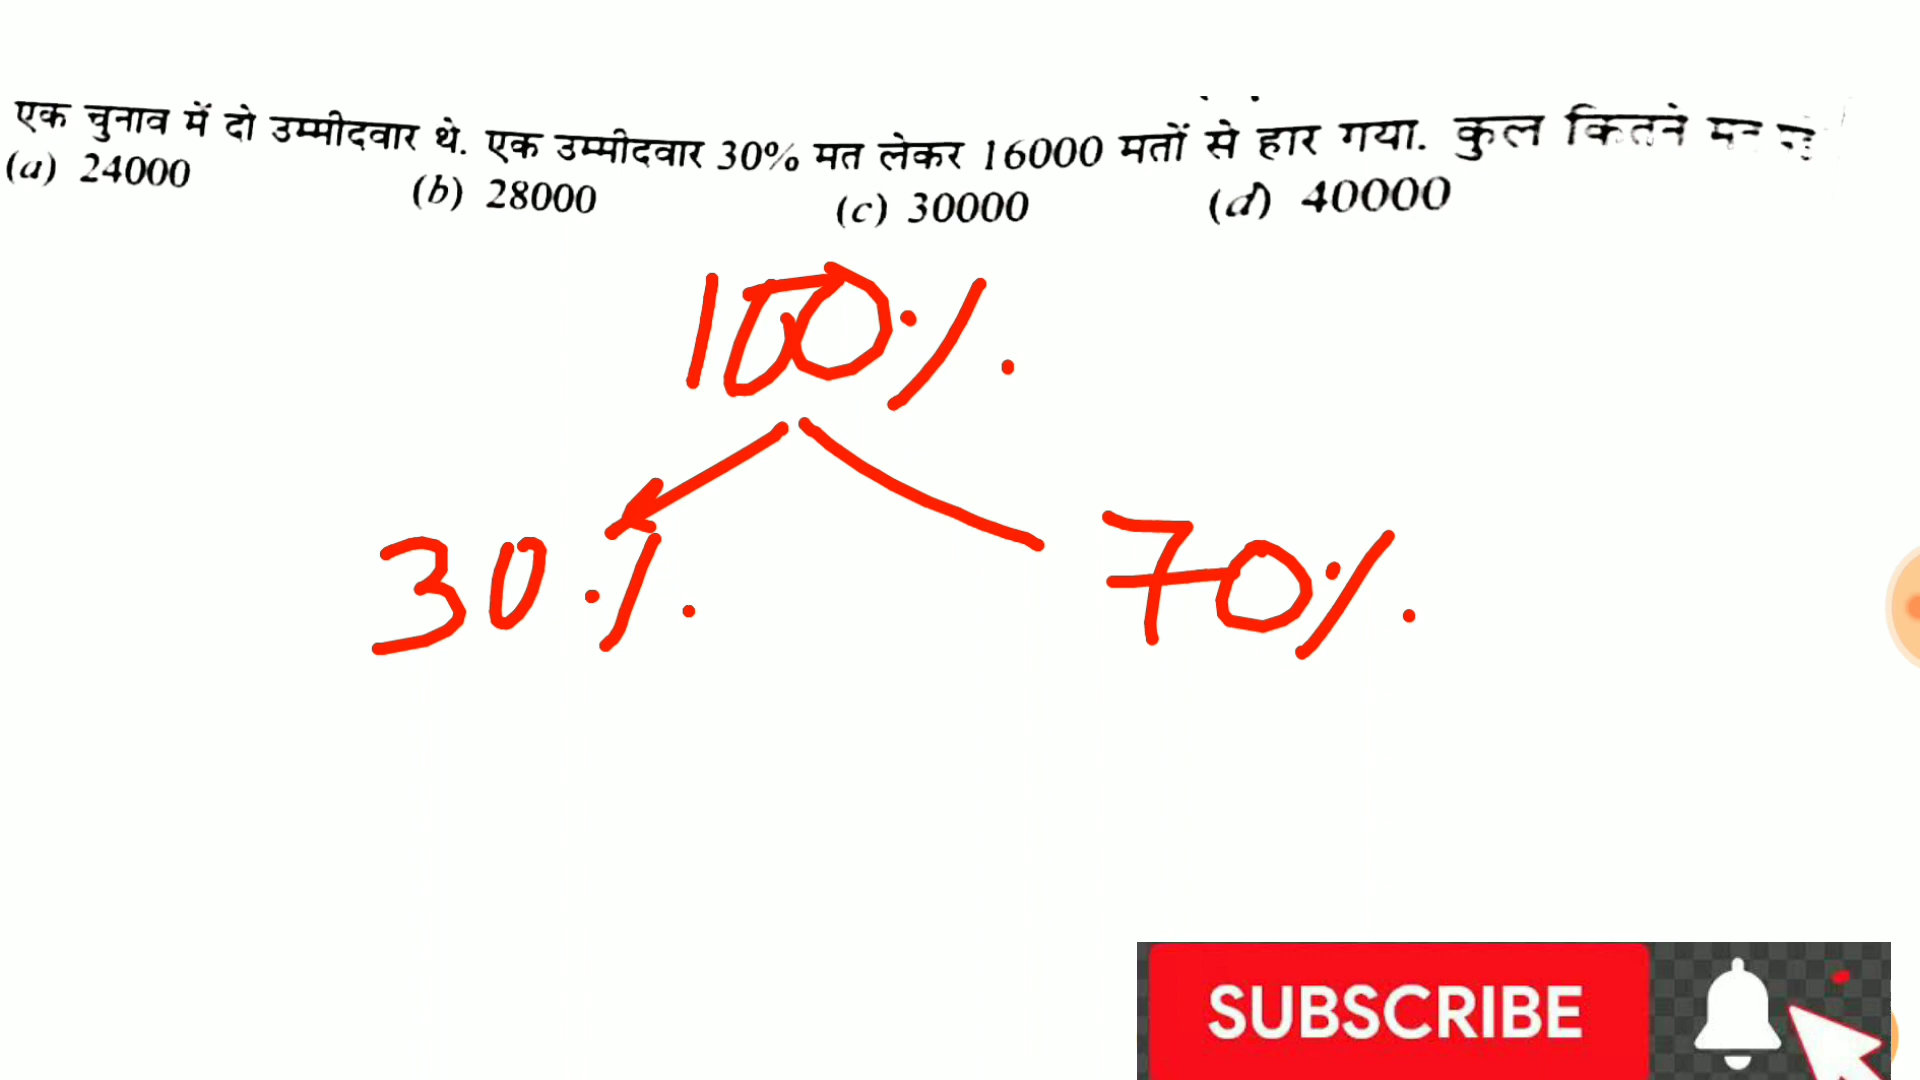 एक चुनाव में दो उम्मीदवार थे. एक उम्मीदवार 30% मत लेकर 16000 मतों से हार गया. कुल कितने
(a) 24000 (b) 28000 (c) 30000 (d) 40000
100%
30% 70%
SUBSCRIBE